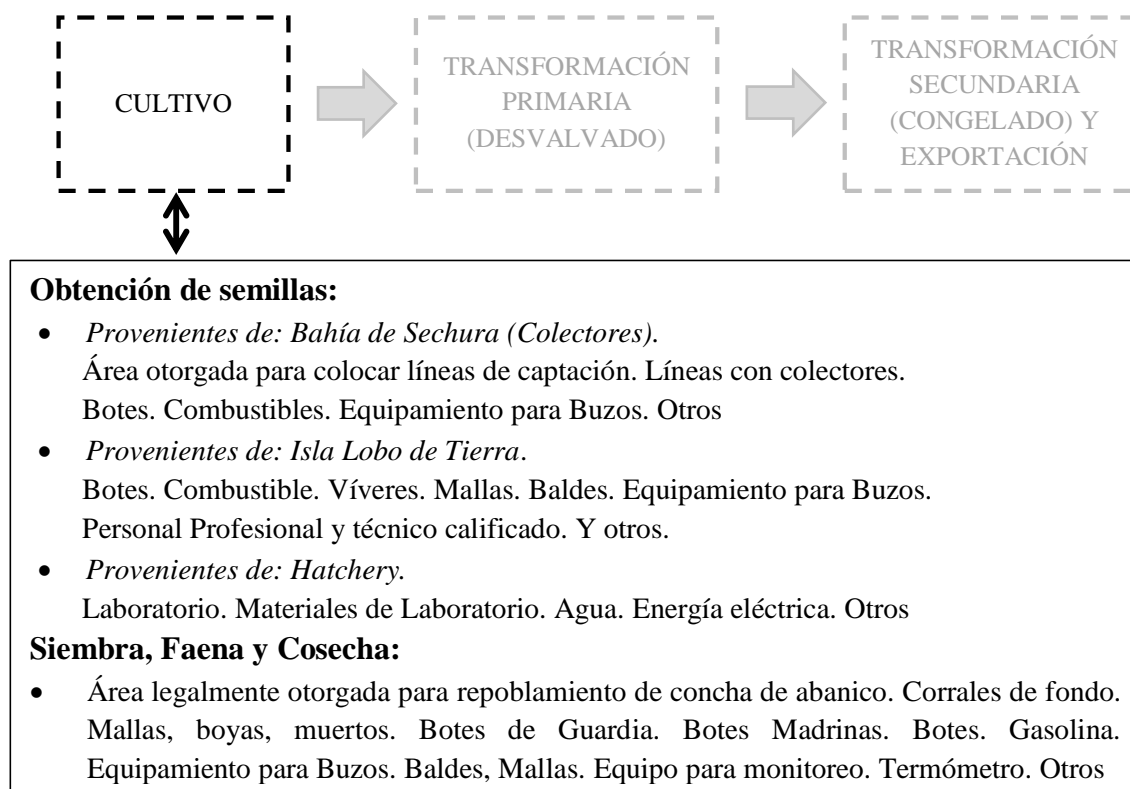 CULTIVO
TRANSFORMACIÓN
PRIMARIA
(DESVALVADO)
TRANSFORMACIÓN
SECUNDARIA
(CONGELADO) Y
EXPORTACIÓN
Obtención de semillas:
• Provenientes de: Bahía de Sechura (Colectores).
Área otorgada para colocar líneas de captación. Líneas con colectores.
Botes. Combustibles. Equipamiento para Buzos. Otros
• Provenientes de: Isla Lobo de Tierra.
Botes. Combustible. Víveres. Mallas. Baldes. Equipamiento para Buzos.
Personal Profesional y técnico calificado. Y otros.
• Provenientes de: Hatchery.
Laboratorio. Materiales de Laboratorio. Agua. Energía eléctrica. Otros
Siembra, Faena y Cosecha:
• Área legalmente otorgada para repoblamiento de concha de abanico. Corrales de fondo.
Mallas, boyas, muertos. Botes de Guardia. Botes Madrinas. Botes. Gasolina.
Equipamiento para Buzos. Baldes, Mallas. Equipo para monitoreo. Termómetro. Otros